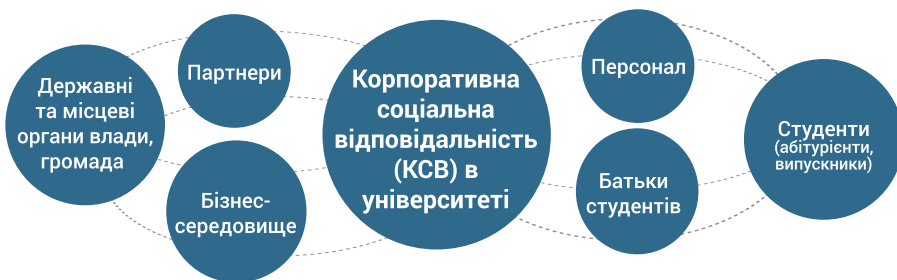 Державні
та місцеві
органи влади,
громада
Партнери
Бізнес-
середовище
Корпоративна
соціальна
відповідальність
(КСВ) в
університеті
Персонал
Батьки
студентів
Студенти
(абітурієнти,
випускники)